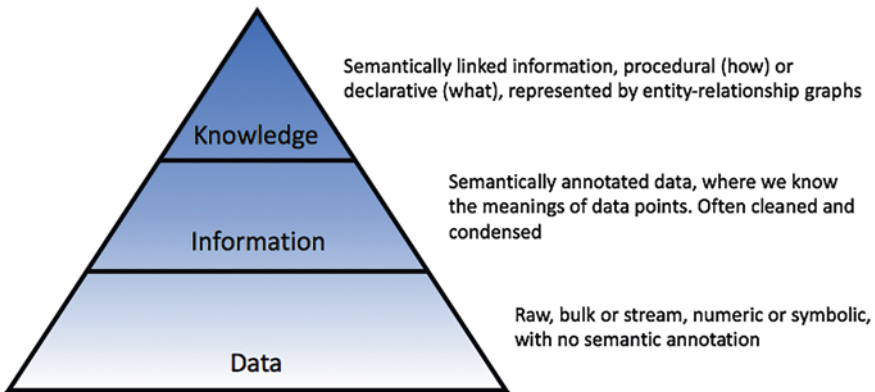 Semantically linked information, procedural (how) or
declarative (what), represented by entity-relationship graphs
Knowledge
Semantically annotated data, where we know
the meanings of data points. Often cleaned and
condensed
Information
Raw, bulk or stream, numeric or symbolic,
with no semantic annotation
Data